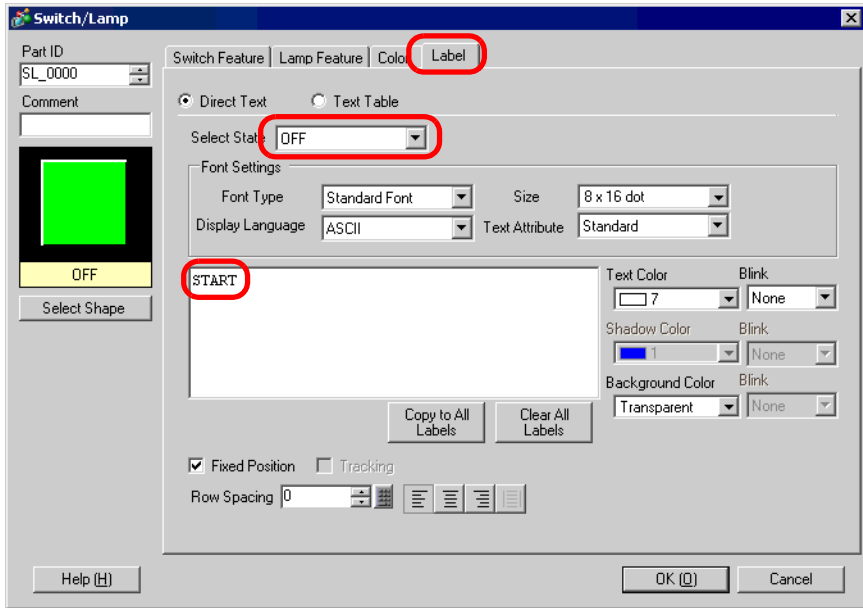 Switch/Lamp
Part ID
SL_0000
Comment
OFF
Select Shape
Switch Feature Lamp Feature Color Label
Direct Text Text Table
Select State OFF
Font Settings
Font Type Standard Font Size 8 x 16 dot
Display Language ASCII Text Attribute Standard
START
Text Color Blink
7 None
Shadow Color Blink
1 None
Background Color Blink
Transparent None
Copy to All Labels Clear All Labels
Fixed Position Tracking
Row Spacing 0
Help (H) OK (O) Cancel